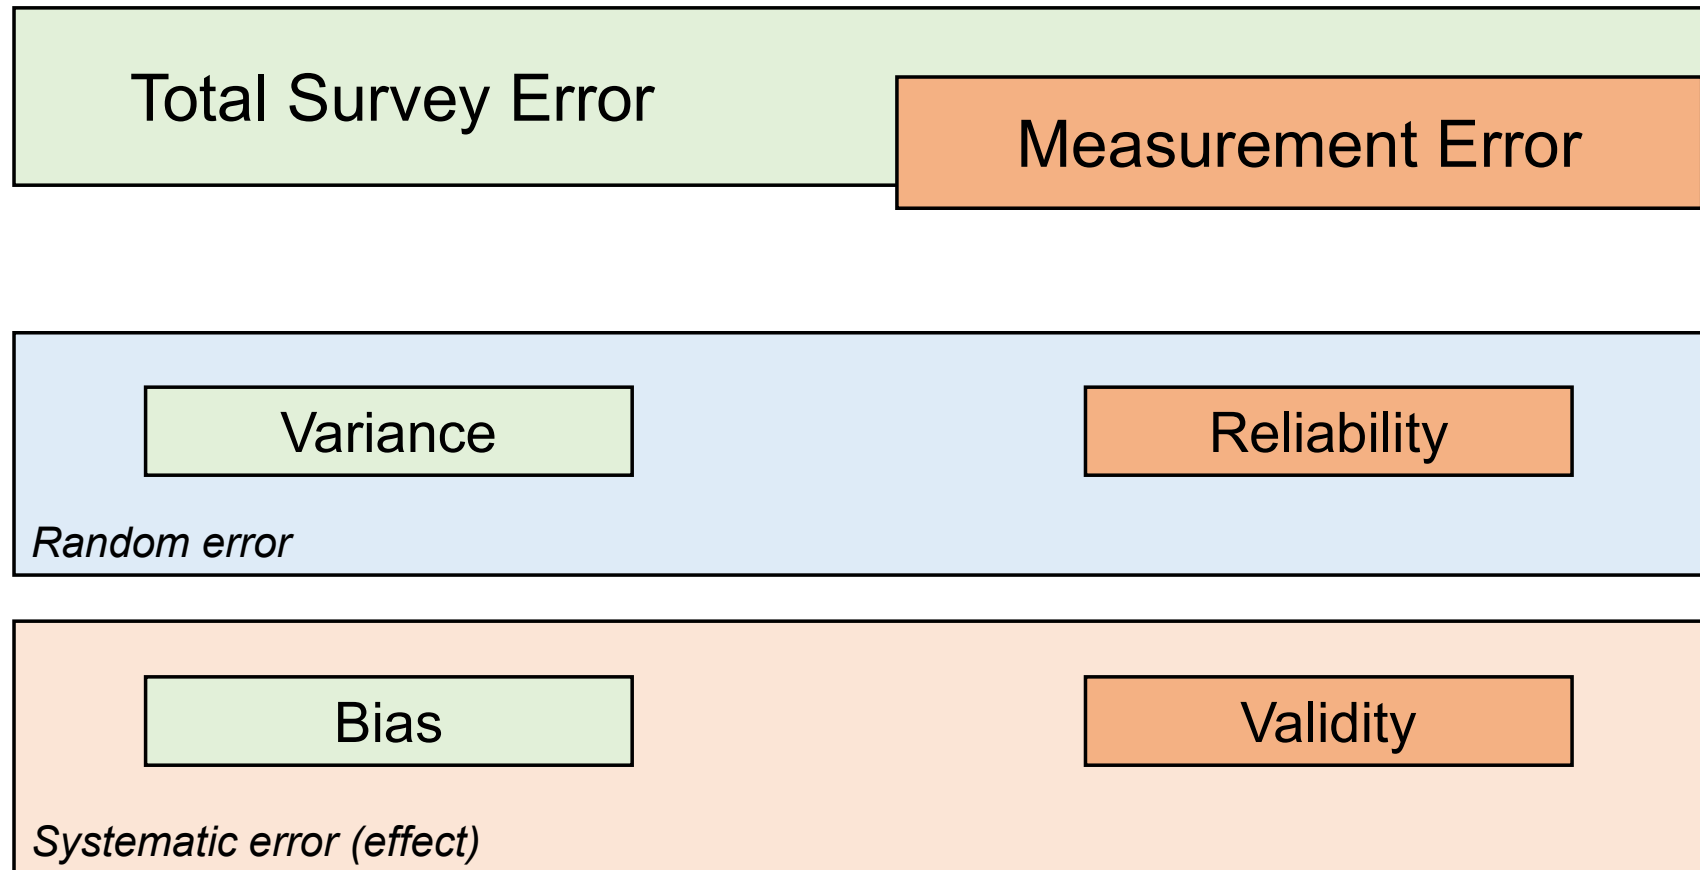 Total Survey Error
Measurement Error
Variance
Reliability
Random error
Bias
Validity
Systematic error (effect)